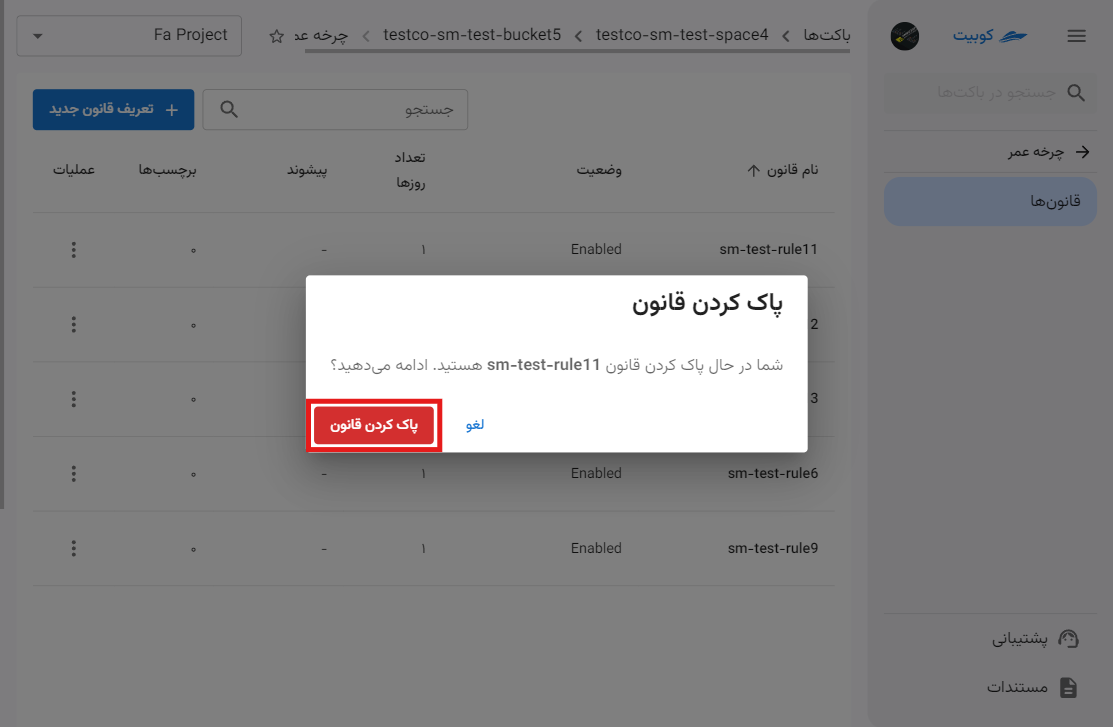 کوبیت
باکت‌ها
testco-sm-test-space4
testco-sm-test-bucket5
چرخه عمر
Fa Project
جستجو در باکت‌ها
چرخه عمر
قانون‌ها
جستجو
تعریف قانون جدید
نام قانون
وضعیت
تعداد روزها
پیشوند
برچسب‌ها
عملیات
sm-test-rule11 Enabled ۱ - ۰
2 ۰
پاک کردن قانون
شما در حال پاک کردن قانون sm-test-rule11 هستید. ادامه می‌دهید؟
3 ۰
لغو
پاک کردن قانون
sm-test-rule6 Enabled ۱ - ۰
sm-test-rule9 Enabled ۱ - ۰
پشتیبانی
مستندات